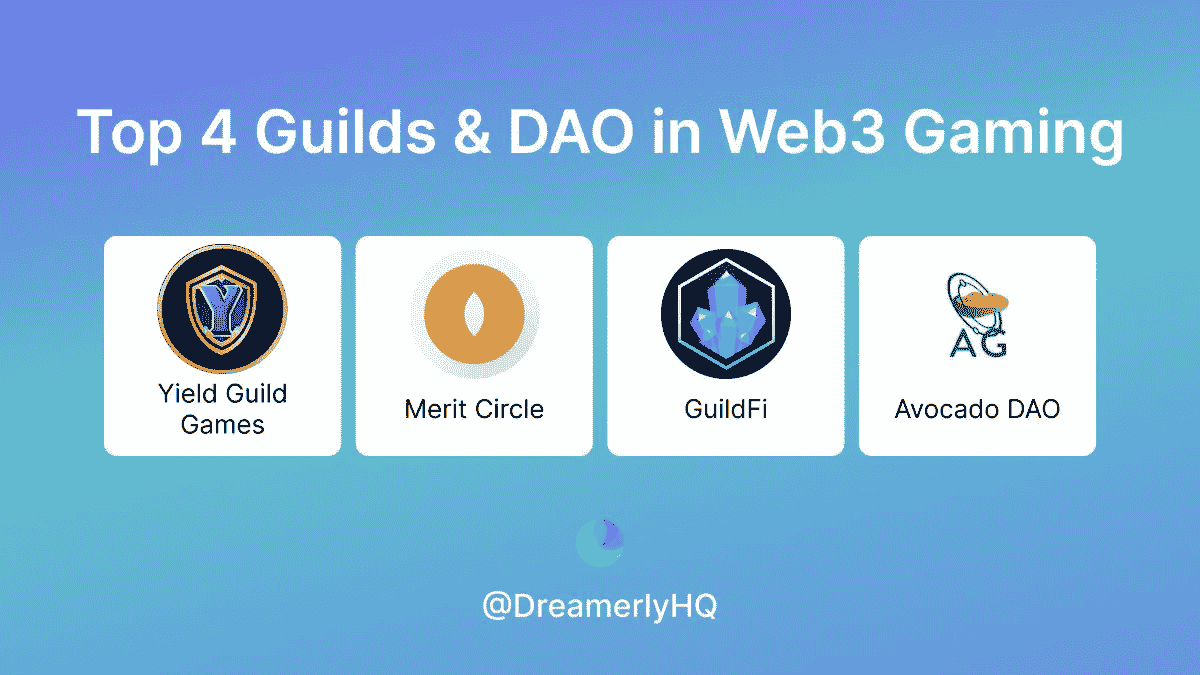 Top 4 Guilds & DAO in Web3 Gaming
Y
Yield Guild
Games
Merit Circle
GuildFi
AG
Avocado DAO
@DreamerlyHQ